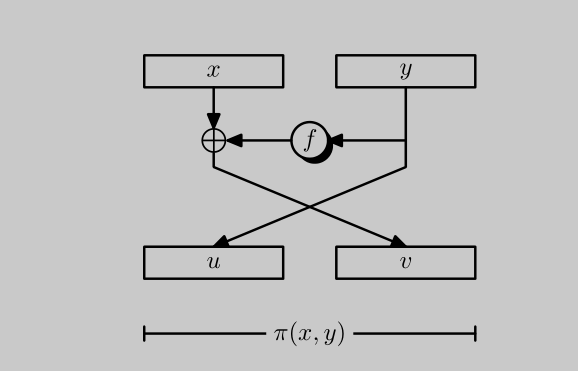 x y
f
u v
π(x, y)